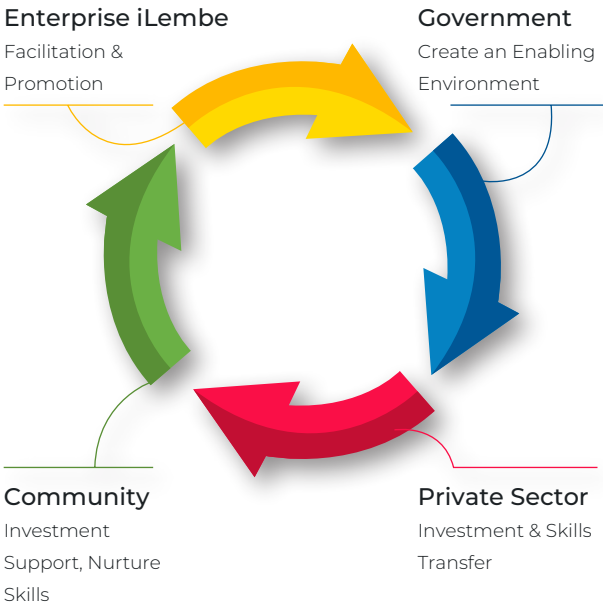 Enterprise iLembe
Facilitation &
Promotion
Government
Create an Enabling
Environment
Community
Investment
Support, Nurture
Skills
Private Sector
Investment & Skills
Transfer